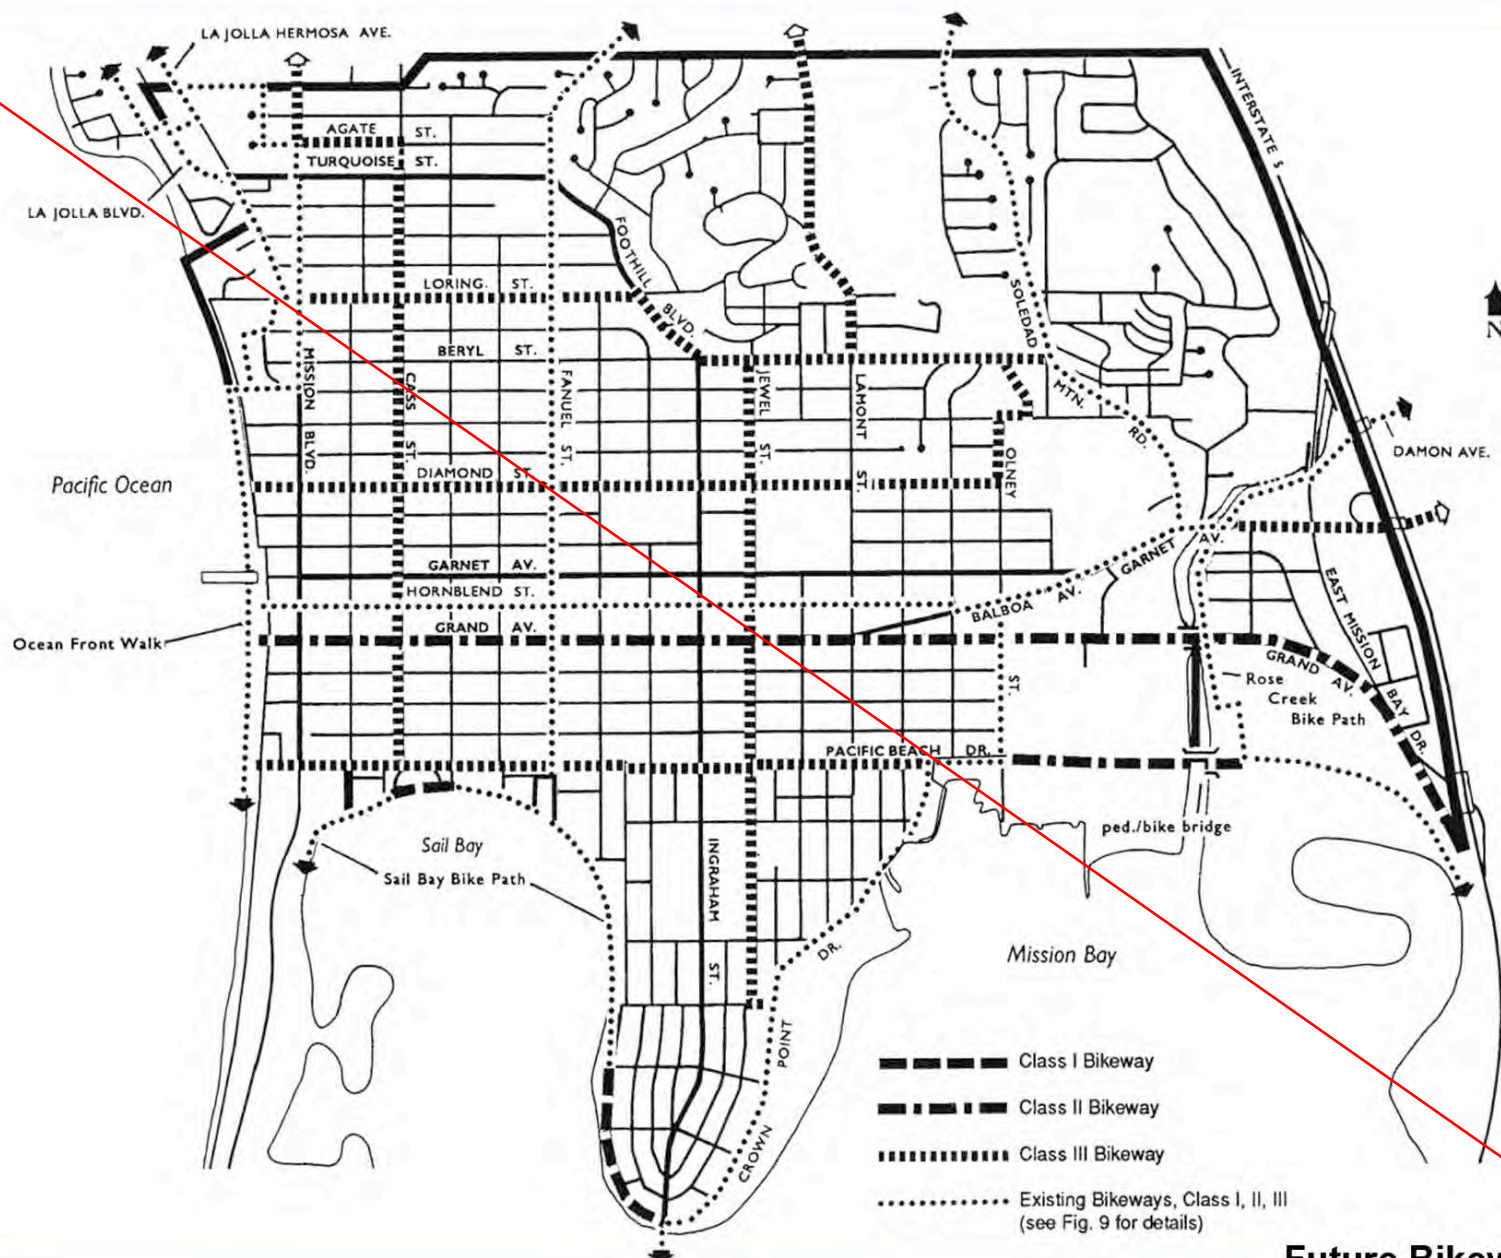 LA JOLLA HERMOSA AVE.
INTERSTATE 5
AGATE ST.
TURQUOISE ST.
LA JOLLA BLVD.
FOOTHILL BLVD.
LORING. ST.
SOLEDAD MTN. RD.
N
BERYL ST.
MISSION BLVD.
CASS ST.
FANUEL ST.
JEWEL ST.
LAMONT ST.
OLNEY ST.
DAMON AVE.
Pacific Ocean
DIAMOND ST.
GARNET AV.
GARNET AV.
HORNBLEND ST.
BALBOA AV.
EAST MISSION BAY DR.
GRAND AV.
Ocean Front Walk
GRAND AV.
Rose
Creek
Bike Path
PACIFIC BEACH DR.
ped./bike bridge
Sail Bay
Sail Bay Bike Path
INGRAHAM ST.
Mission Bay
CROWN POINT DR.
Class I Bikeway
Class II Bikeway
Class III Bikeway
Existing Bikeways, Class I, II, III
(see Fig. 9 for details)